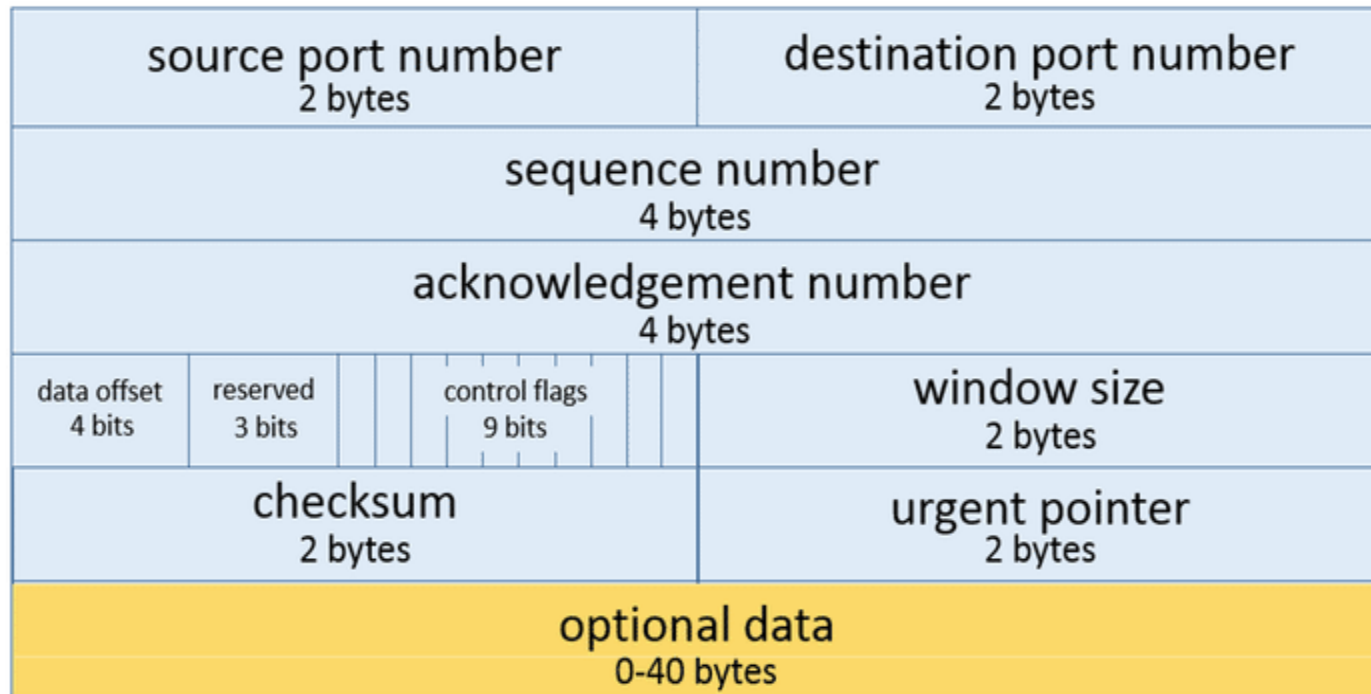 source port number
2 bytes
destination port number
2 bytes
sequence number
4 bytes
acknowledgement number
4 bytes
data offset
4 bits
reserved
3 bits
control flags
9 bits
window size
2 bytes
checksum
2 bytes
urgent pointer
2 bytes
optional data
0-40 bytes